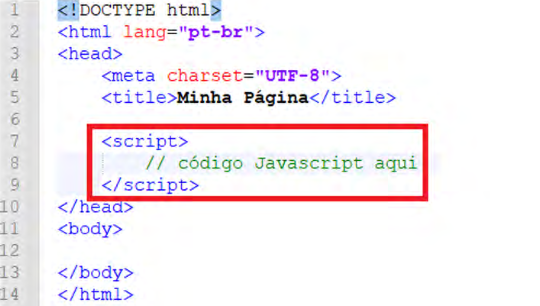 1 <!DOCTYPE html>
2 <html lang="pt-br">
3 <head>
4 <meta charset="UTF-8">
5 <title>Minha Página</title>
6
7 <script>
8 // código Javascript aqui
9 </script>
10 </head>
11 <body>
12
13 </body>
14 </html>